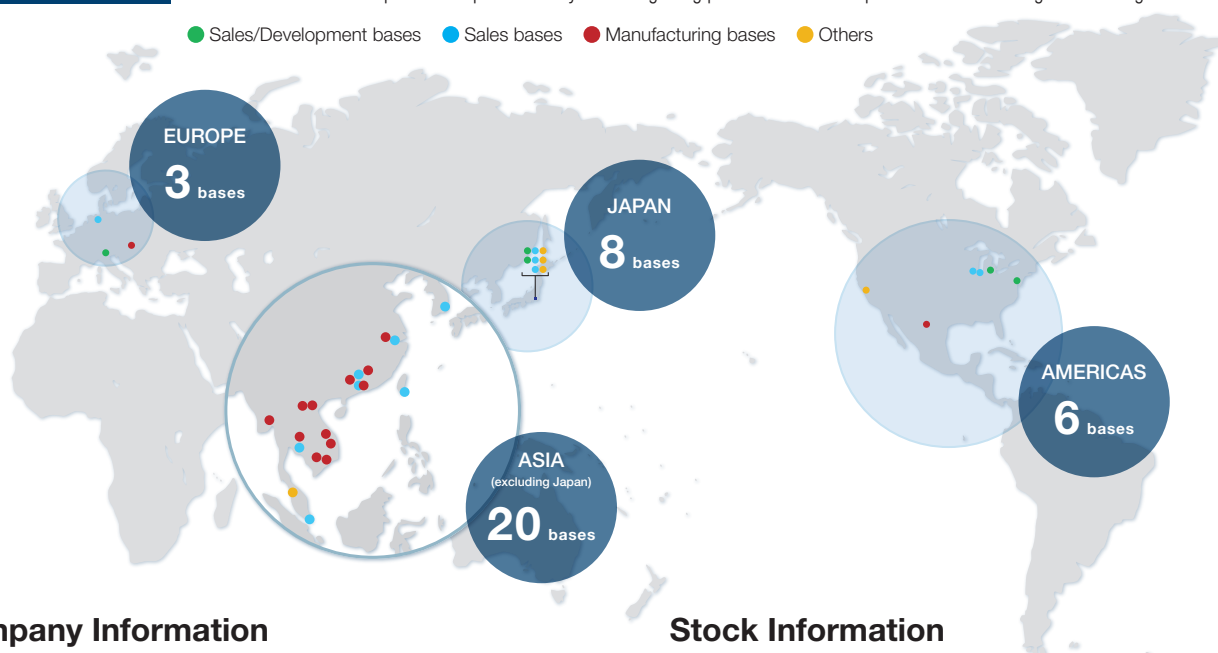 Sales/Development bases Sales bases Manufacturing bases Others
EUROPE
3 bases
JAPAN
8 bases
AMERICAS
6 bases
ASIA
(excluding Japan)
20 bases
mpany Information
Stock Information